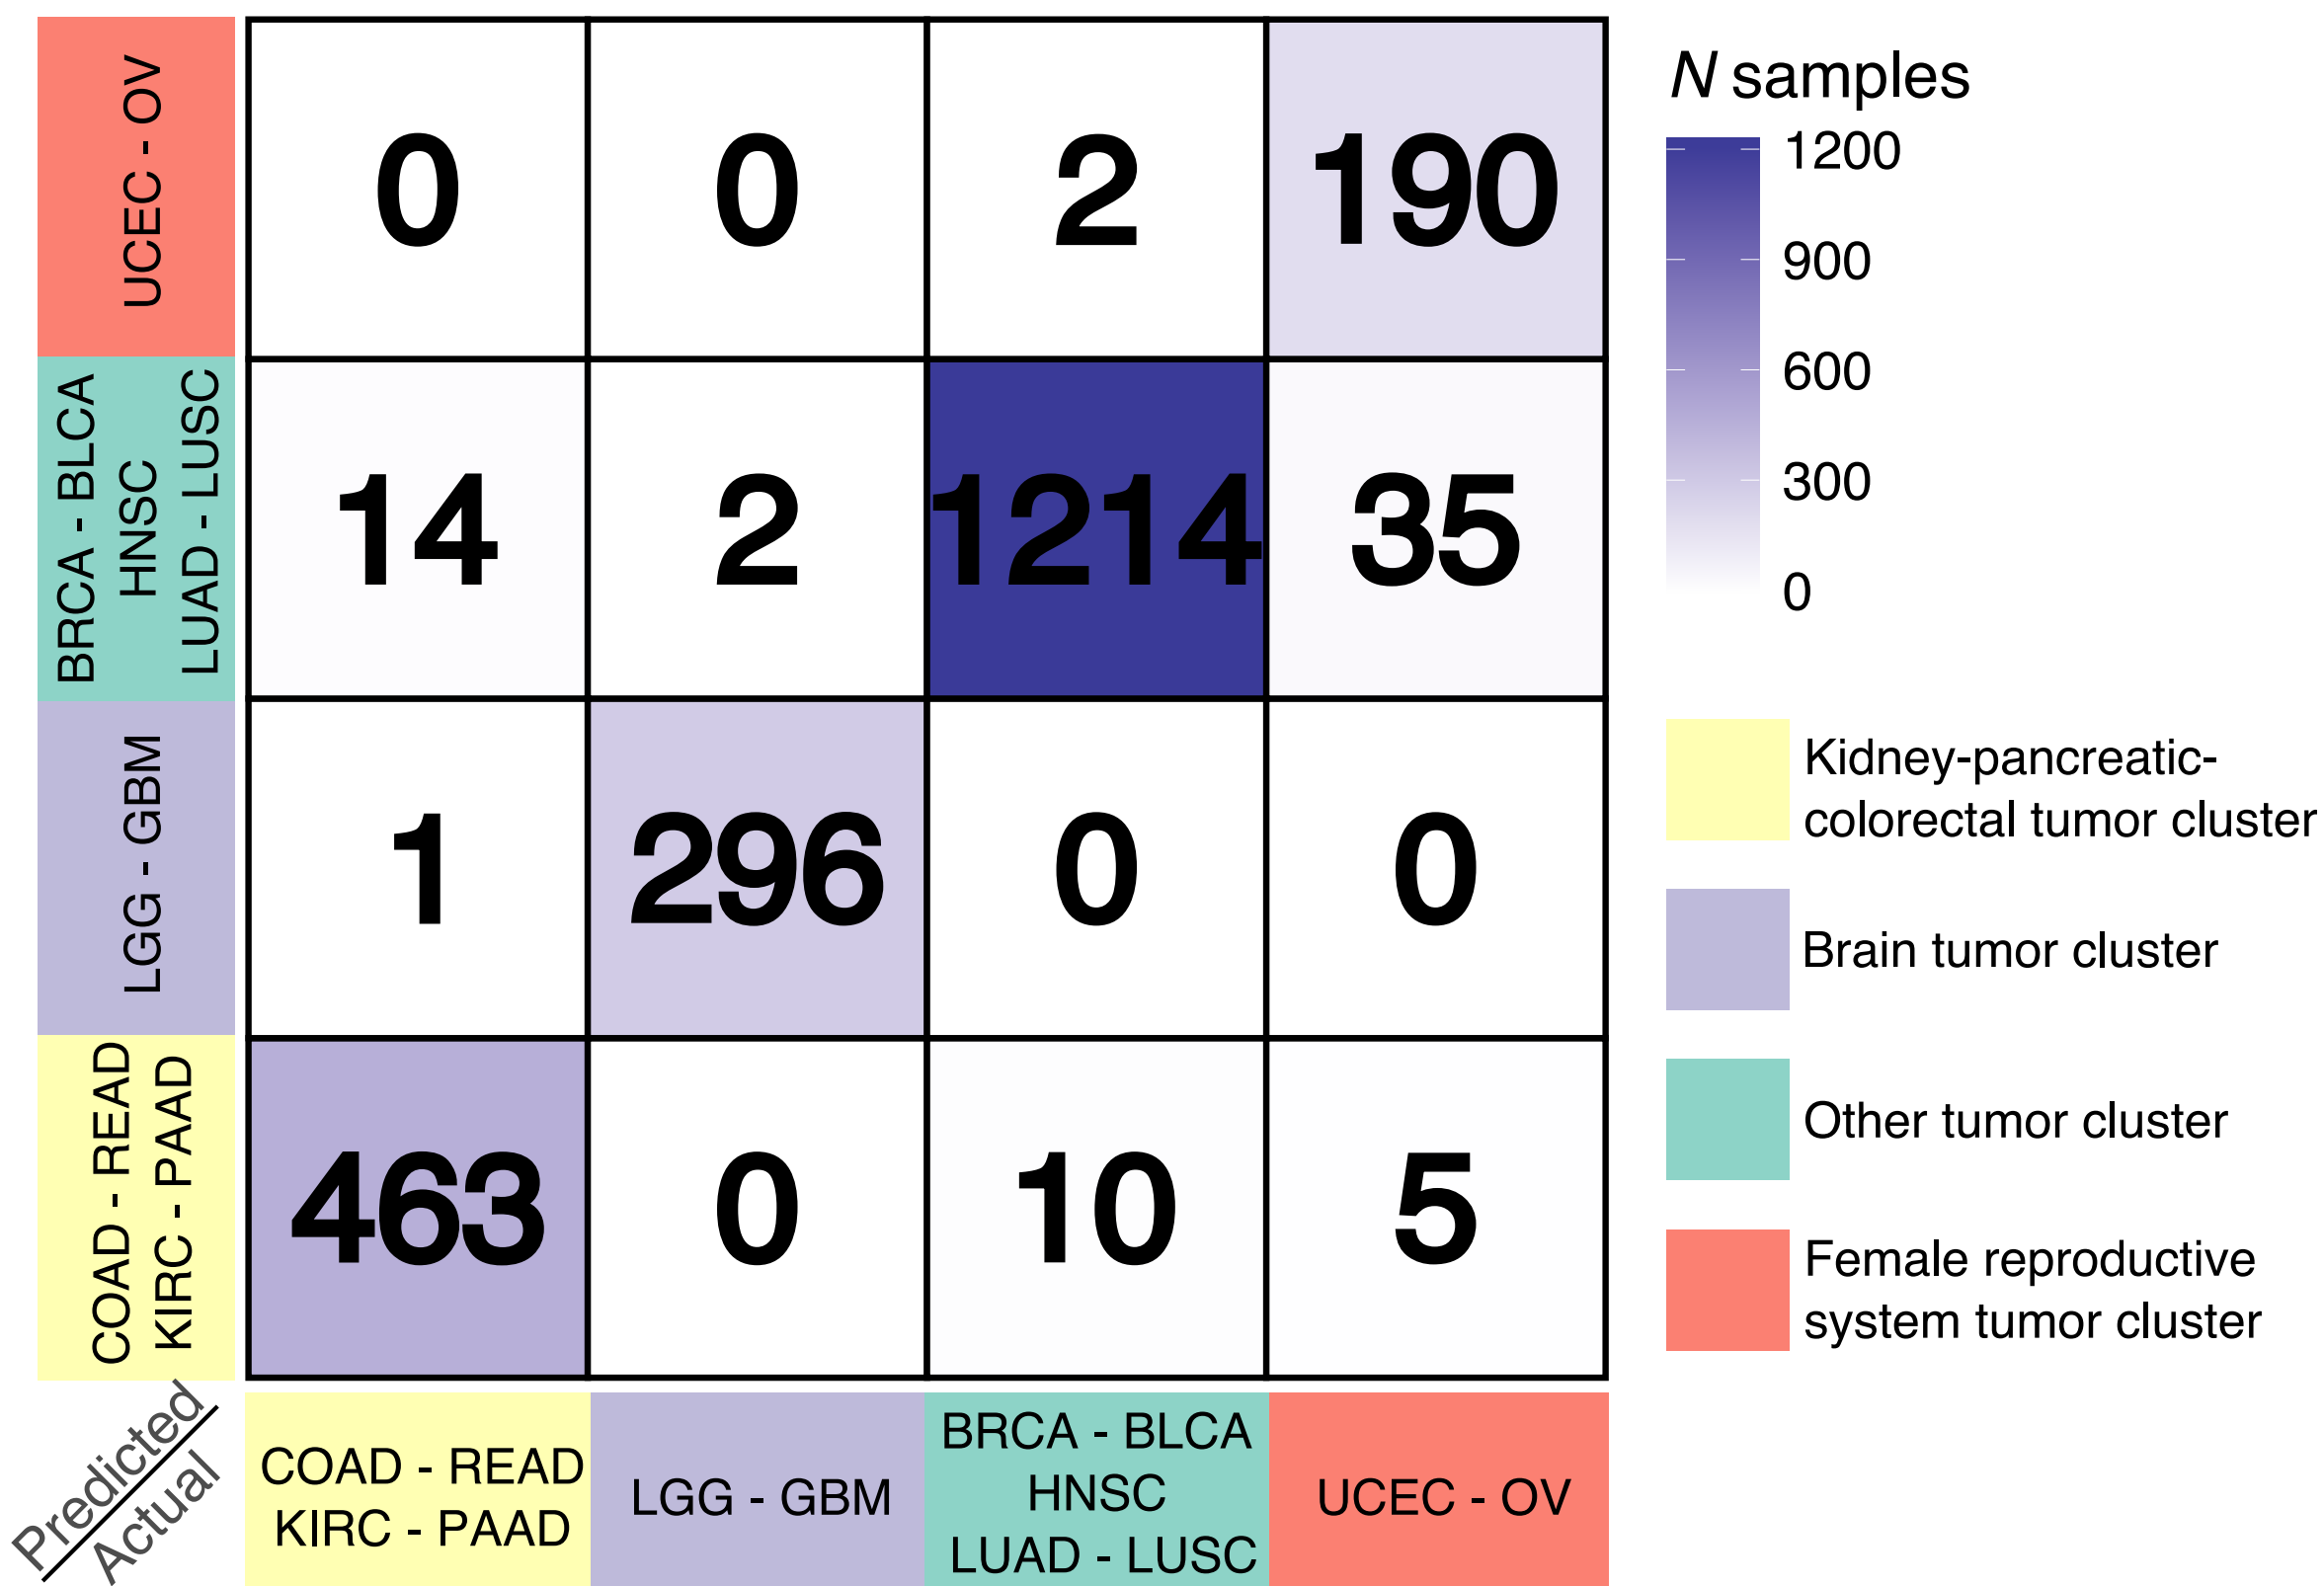 UCEC - OV
0
0
2
190
BRCA - BLCA
HNSC
LUAD - LUSC
14
2
1214
35
LGG - GBM
1
296
0
0
COAD - READ
KIRC - PAAD
463
0
10
5
Predicted
Actual
COAD - READ
KIRC - PAAD
LGG - GBM
BRCA - BLCA
HNSC
LUAD - LUSC
UCEC - OV
N samples
1200
900
600
300
0
Kidney-pancreatic-
colorectal tumor cluster
Brain tumor cluster
Other tumor cluster
Female reproductive
system tumor cluster